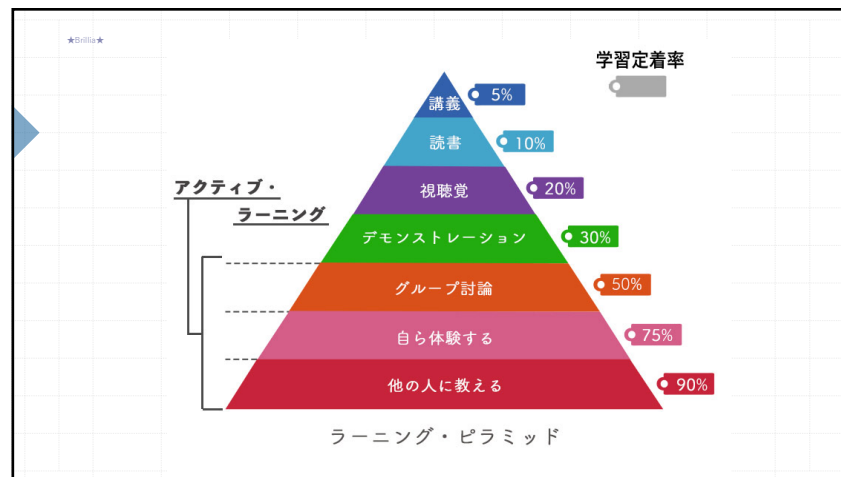 ★Brillia★
学習定着率
講義
5%
読書
10%
視聴覚
20%
アクティブ・
ラーニング
デモンストレーション
30%
グループ討論
50%
自ら体験する
75%
他の人に教える
90%
ラーニング・ピラミッド